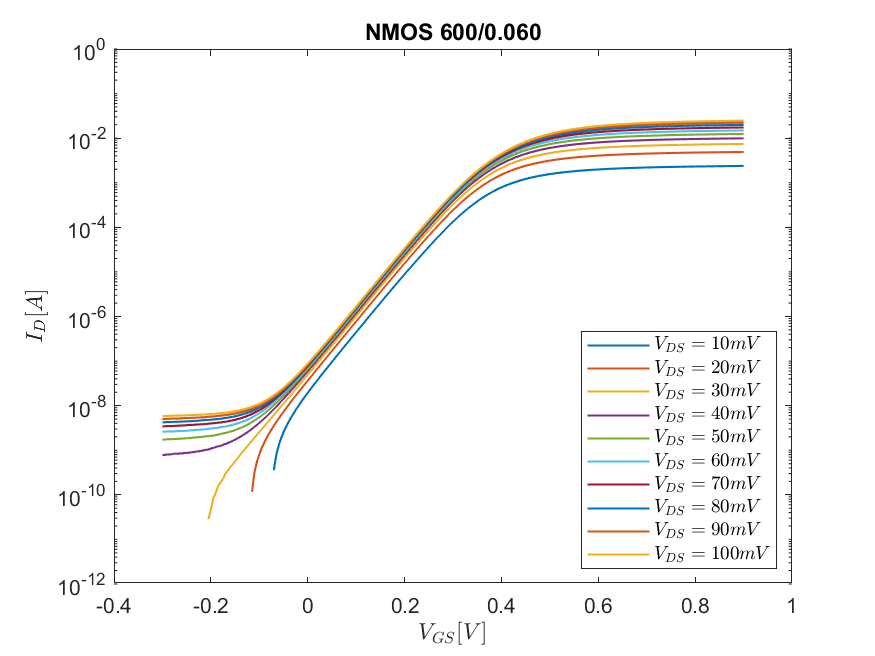 NMOS 600/0.060
10^0
10^-2
10^-4
10^-6
10^-8
10^-10
10^-12
I_D[A]
-0.4 -0.2 0 0.2 0.4 0.6 0.8 1
V_GS[V]
V_DS = 10mV
V_DS = 20mV
V_DS = 30mV
V_DS = 40mV
V_DS = 50mV
V_DS = 60mV
V_DS = 70mV
V_DS = 80mV
V_DS = 90mV
V_DS = 100mV